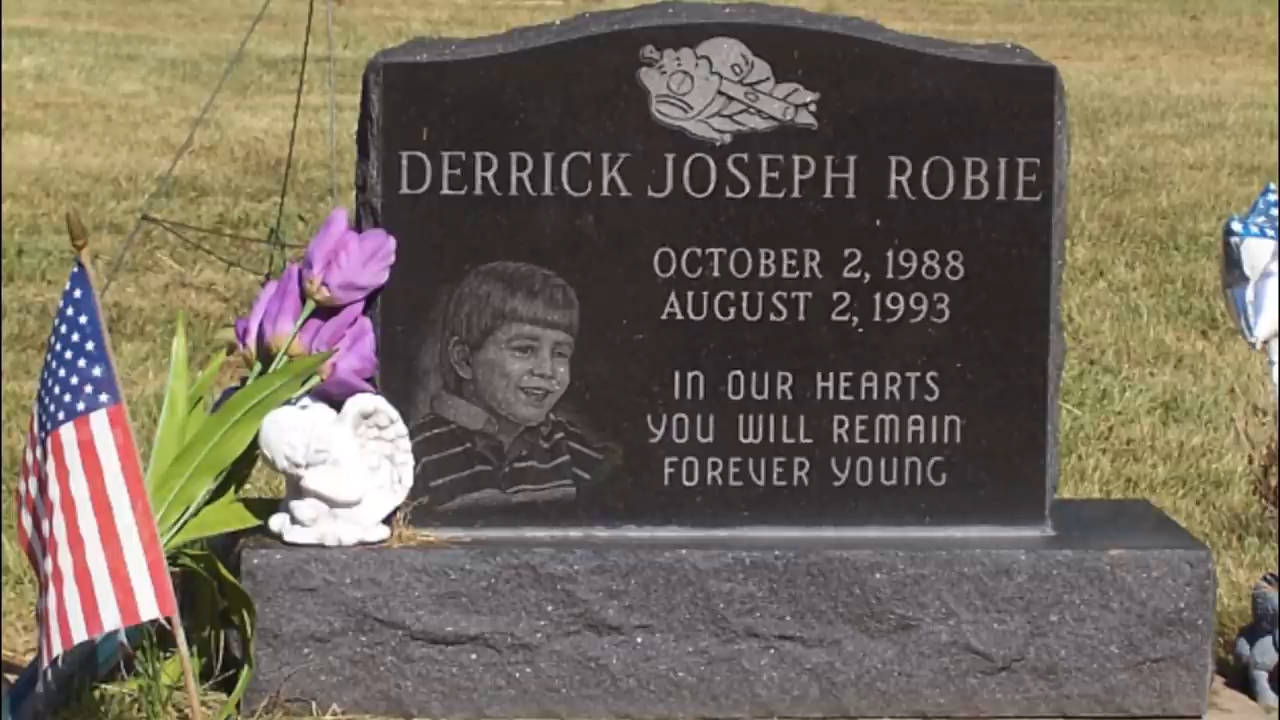 DERRICK JOSEPH ROBIE
OCTOBER 2, 1988
AUGUST 2, 1993
IN OUR HEARTS
YOU WILL REMAIN
FOREVER YOUNG